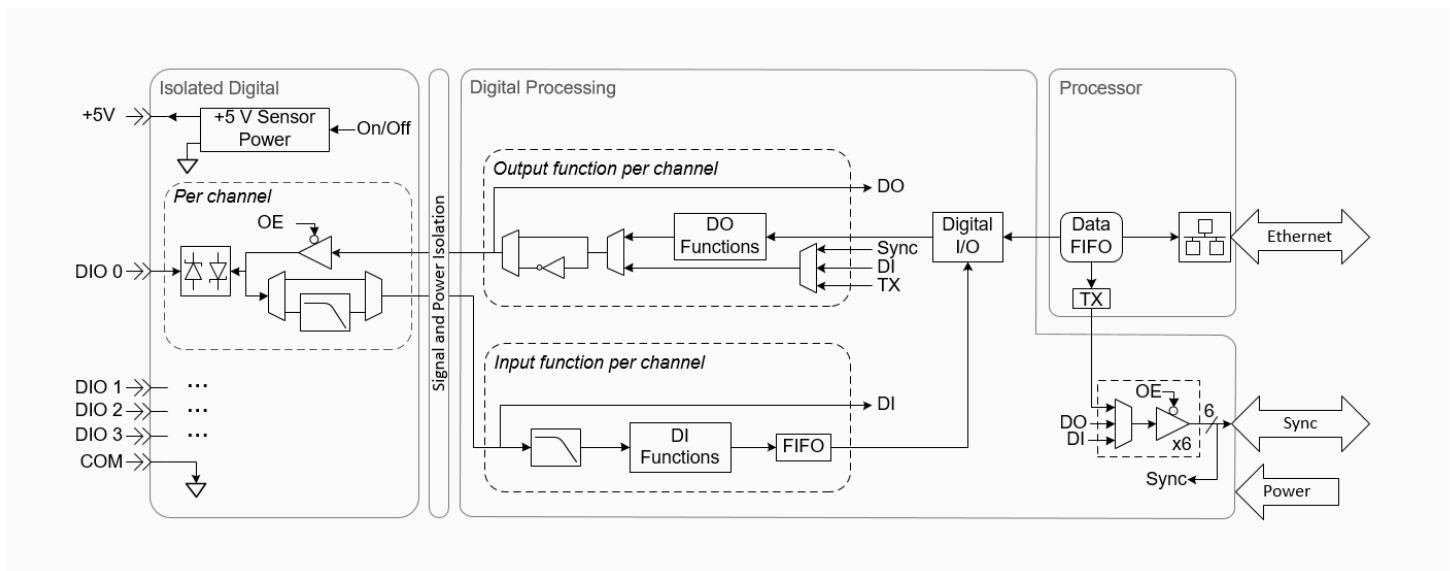 Isolated Digital
+5V
+5 V Sensor
Power
On/Off
Per channel
OE
DIO 0
DIO 1
...
DIO 2
...
DIO 3
...
COM
Signal and Power Isolation
Digital Processing
Output function per channel
DO
DO
Functions
Sync
DI
TX
Digital
I/O
Input function per channel
DI
DI
Functions
FIFO
Processor
Data
FIFO
TX
Ethernet
OE
6
DO
DI
x6
Sync
Sync
Power